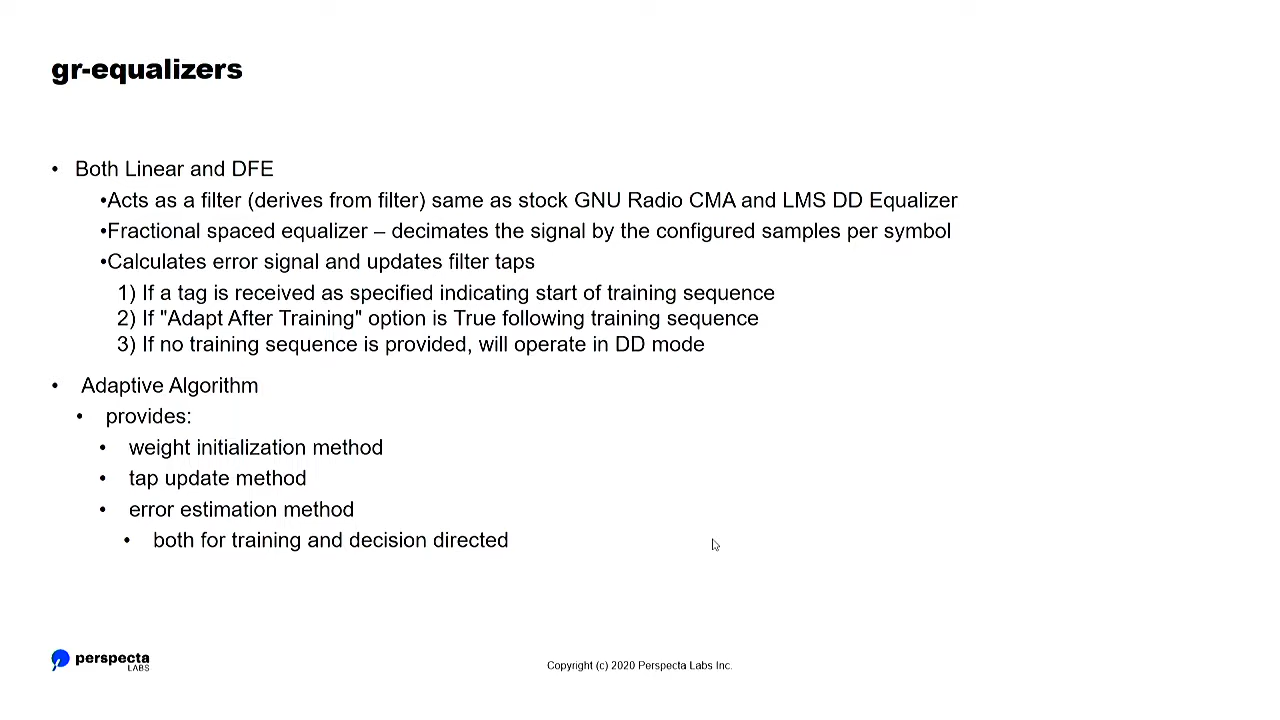 gr-equalizers
• Both Linear and DFE
•Acts as a filter (derives from filter) same as stock GNU Radio CMA and LMS DD Equalizer
•Fractional spaced equalizer – decimates the signal by the configured samples per symbol
•Calculates error signal and updates filter taps
1) If a tag is received as specified indicating start of training sequence
2) If "Adapt After Training" option is True following training sequence
3) If no training sequence is provided, will operate in DD mode
• Adaptive Algorithm
• provides:
• weight initialization method
• tap update method
• error estimation method
• both for training and decision directed
perspecta
LABS
Copyright (c) 2020 Perspecta Labs Inc.